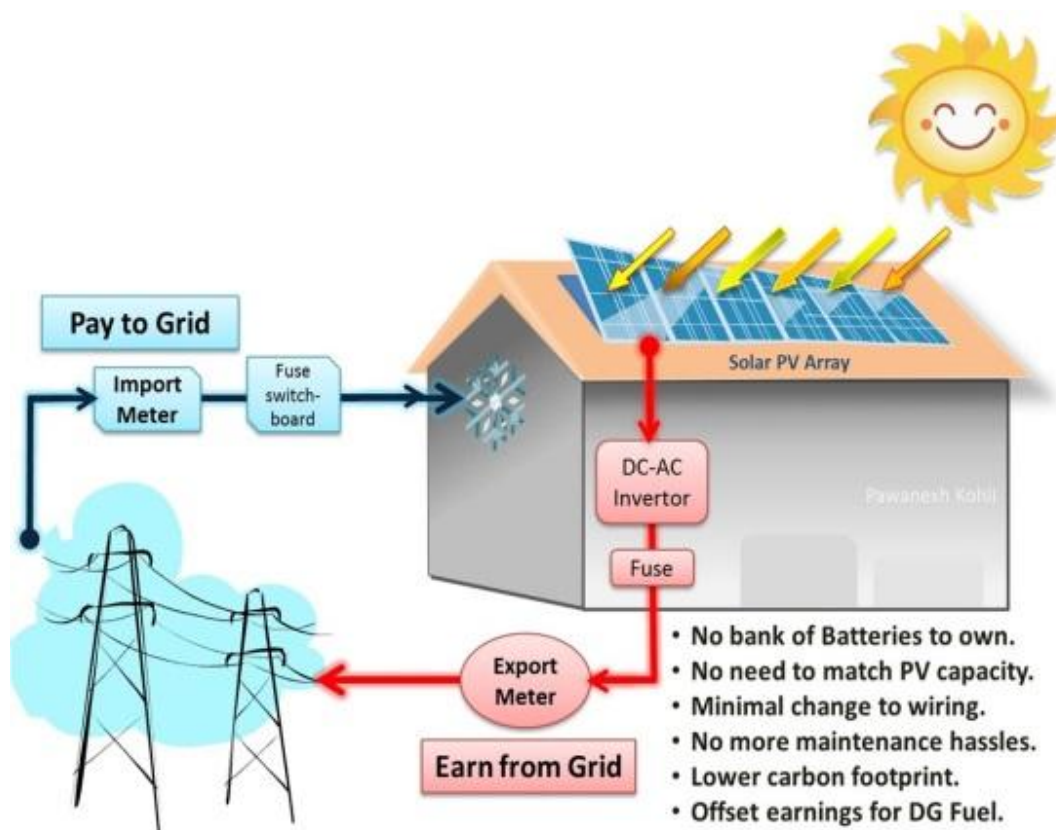 Pay to Grid
Import
Meter
Fuse
switch-
board
Solar PV Array
DC-AC
Invertor
Pawanesh Kohli
Fuse
Export
Meter
Earn from Grid
• No bank of Batteries to own.
• No need to match PV capacity.
• Minimal change to wiring.
• No more maintenance hassles.
• Lower carbon footprint.
• Offset earnings for DG Fuel.